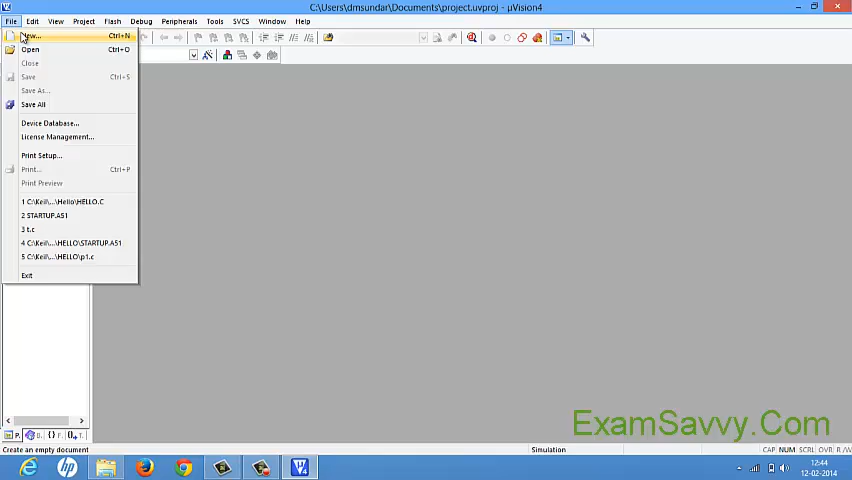 C:\Users\dmsundar\Documents\project.uvproj - µVision4
File Edit View Project Flash Debug Peripherals Tools SVCS Window Help
Ctrl+N
Open Ctrl+O
Close
Save Ctrl+S
Save As...
Save All
Device Database...
License Management...
Print Setup...
Print... Ctrl+P
Print Preview
1 C:\Keil\...\Hello\HELLO.C
2 STARTUP.A51
3 t.c
4 C:\Keil\...\HELLO\STARTUP.A51
5 C:\Keil\...\HELLO\p1.c
Exit
ExamSavvy.Com
P. D. {} F. T.
Create an empty document Simulation CAP NUM SCRL OVR R/W
12:44
12-02-2014